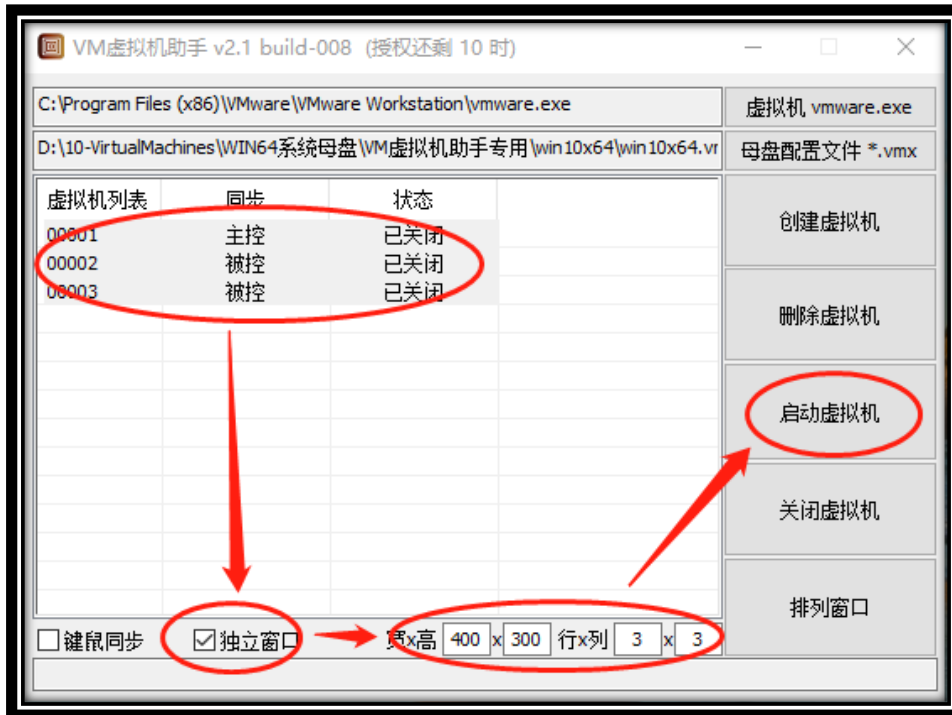 VM虚拟机助手 v2.1 build-008 (授权还剩 10 时)
C:\Program Files (x86)\VMware\VMware Workstation\vmware.exe
虚拟机 vmware.exe
D:\10-VirtualMachines\WIN64系统母盘\VM虚拟机助手专用\win10x64\win10x64.vr
母盘配置文件 *.vmx
虚拟机列表 同步 状态
00001 主控 已关闭
00002 被控 已关闭
00003 被控 已关闭
创建虚拟机
删除虚拟机
启动虚拟机
关闭虚拟机
排列窗口
键鼠同步 独立窗口 宽x高 400 x 300 行x列 3 x 3